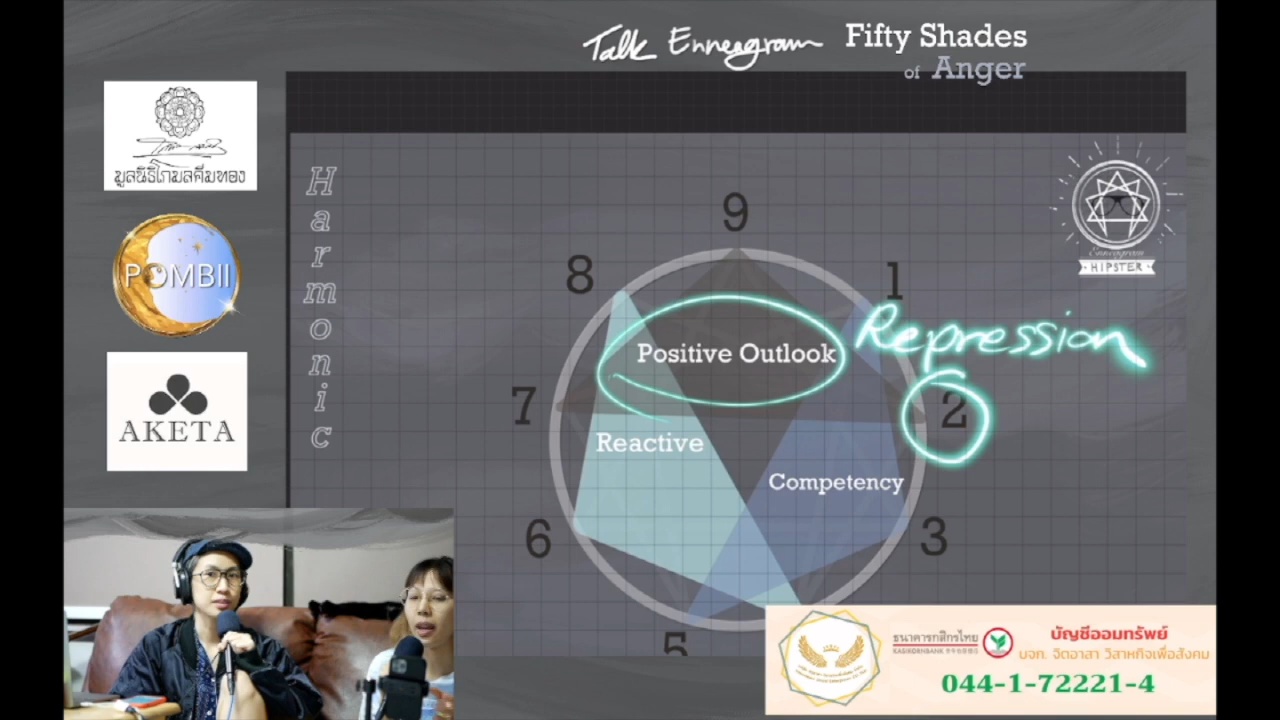 Talk Enneagram Fifty Shades
of Anger
มูลนิธิโกมลคีมทอง
POMBII
AKETA
Harmonic
9
8
1
Repression
Positive Outlook
7
2
Reactive
Competency
6
3
5
HIPSTER
ธนาคารกสิกรไทย
KASIKORNBANK
บัญชีออมทรัพย์
มจก. จิตอาสา วิสาหกิจเพื่อสังคม
044-1-72221-4